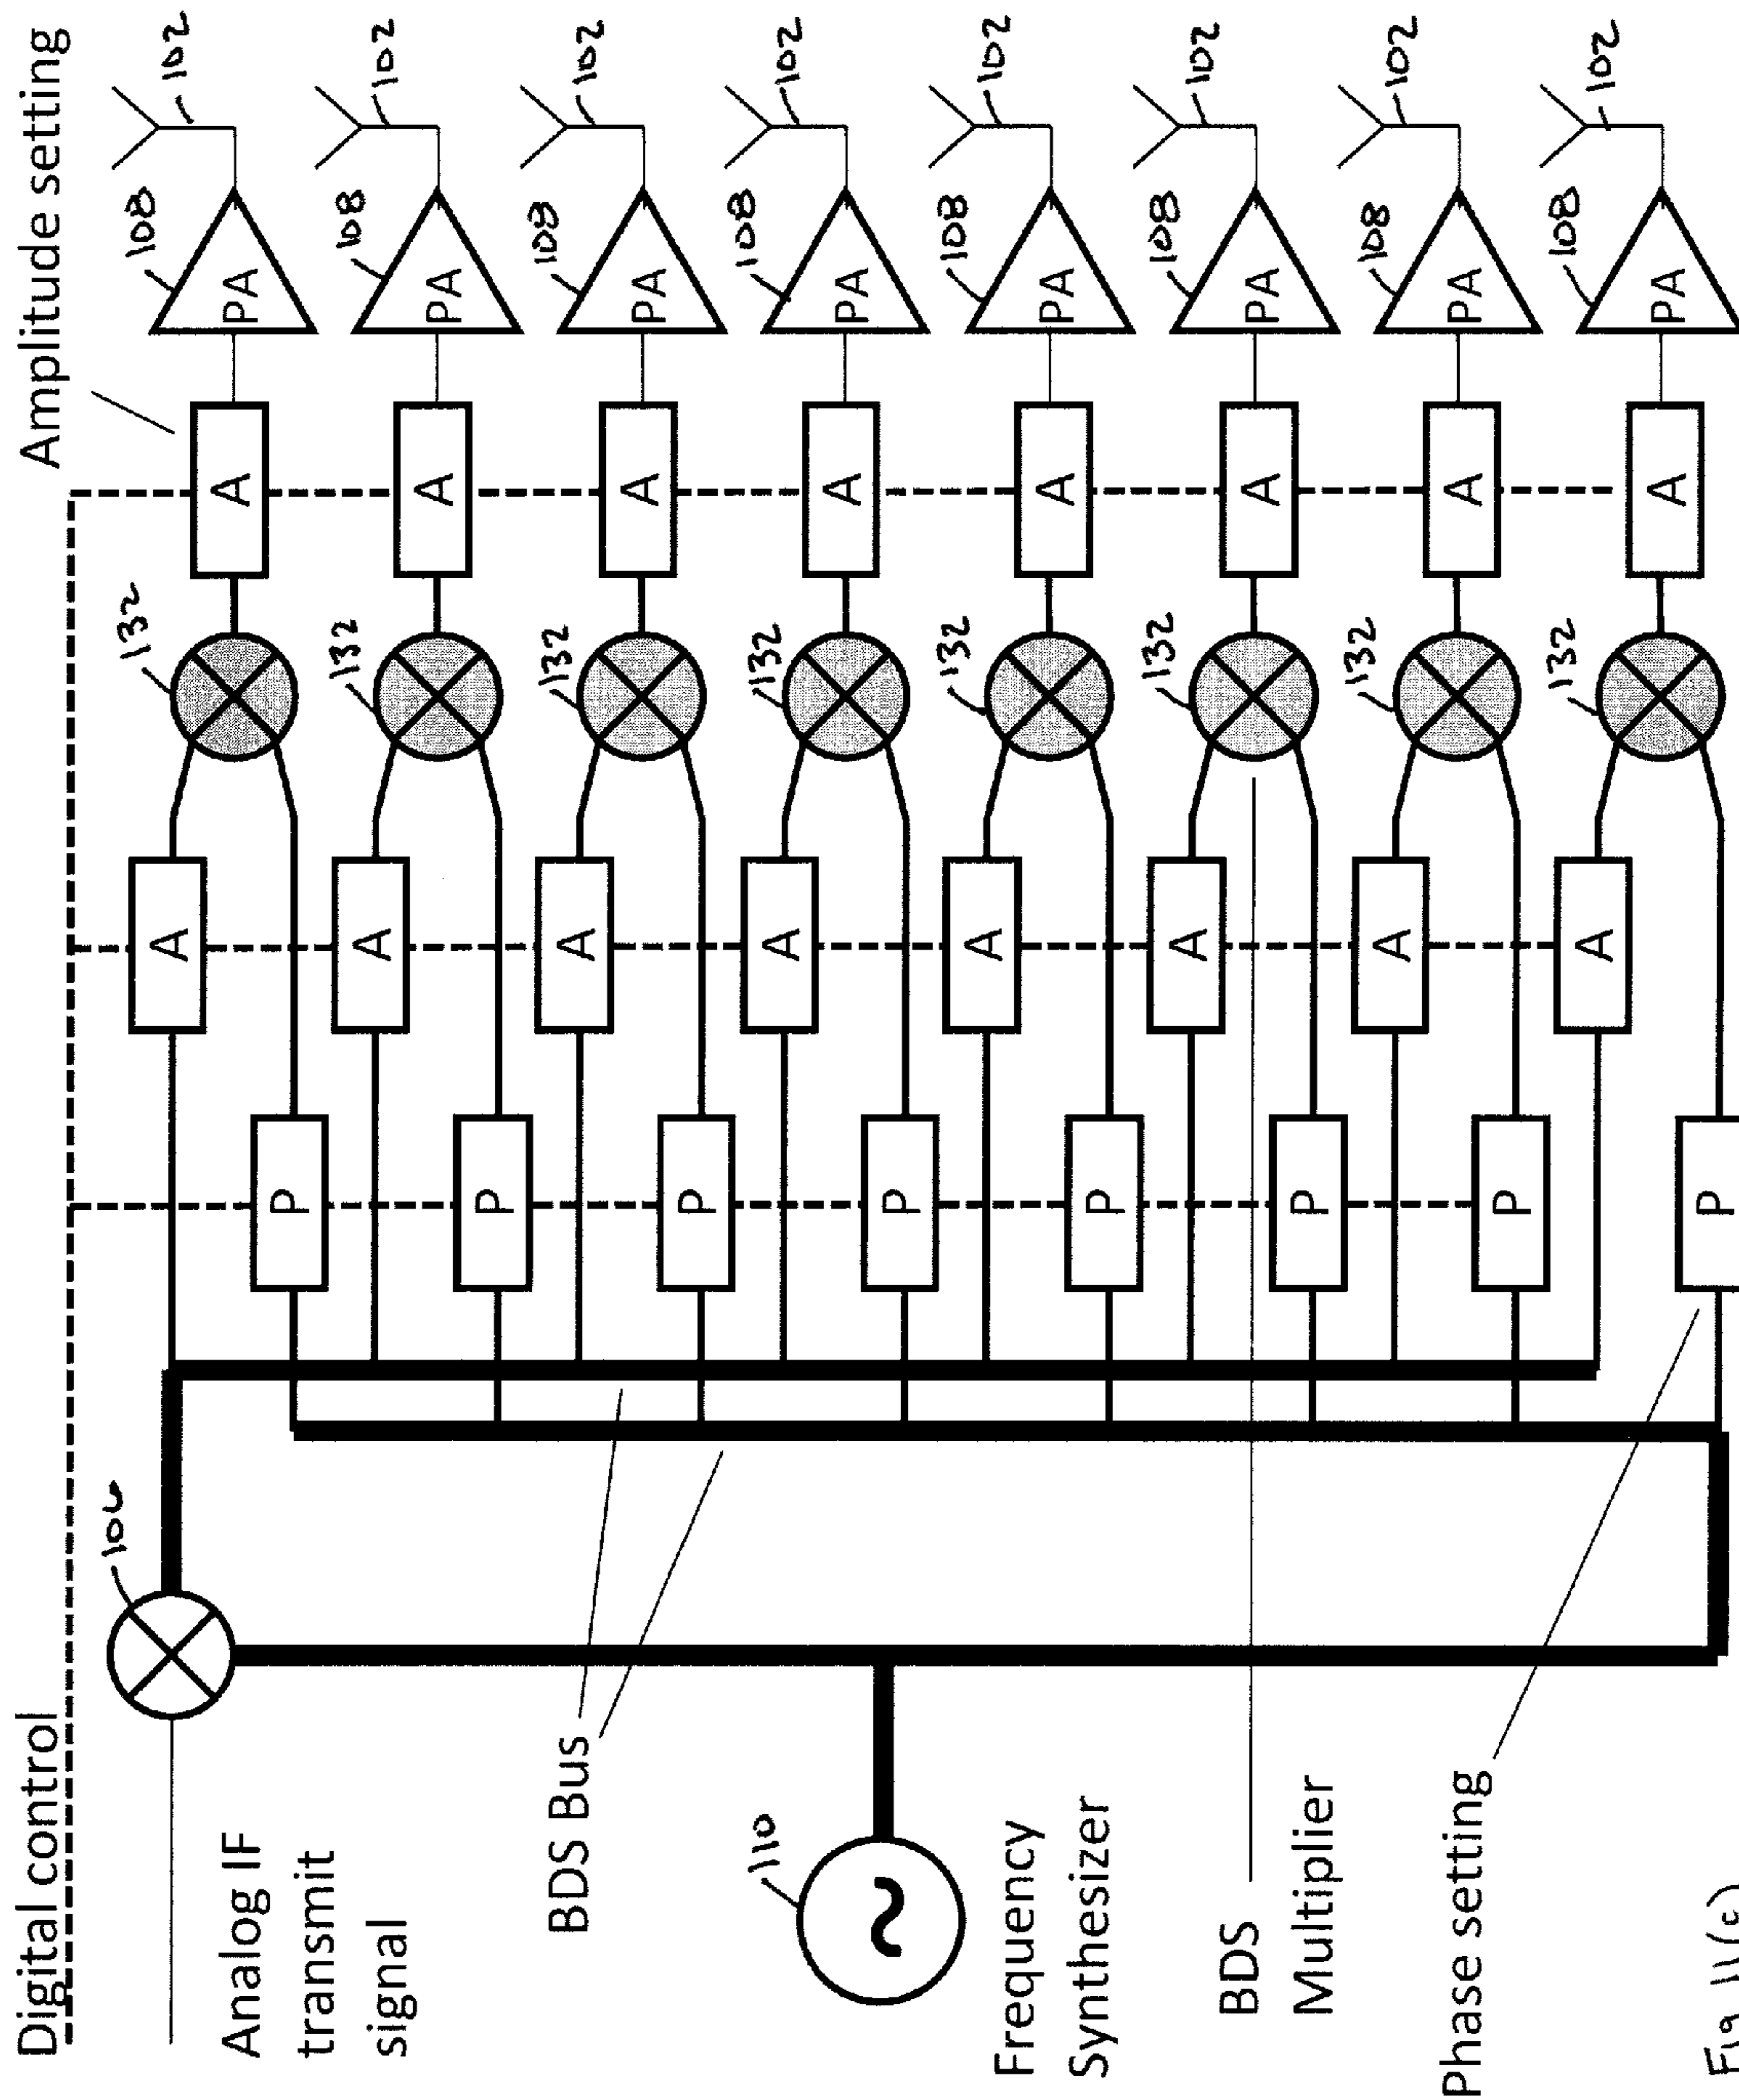 Digital control
Amplitude setting
106
132
108
102
A
A
PA
Analog IF
transmit
signal
P
132
108
102
A
A
PA
P
BDS Bus
132
108
102
A
A
PA
P
110
132
108
102
A
A
PA
P
Frequency
Synthesizer
132
108
102
A
A
PA
P
BDS
Multiplier
132
108
102
A
A
PA
P
Phase setting
132
108
102
A
A
PA
P
132
108
102
A
A
PA
P